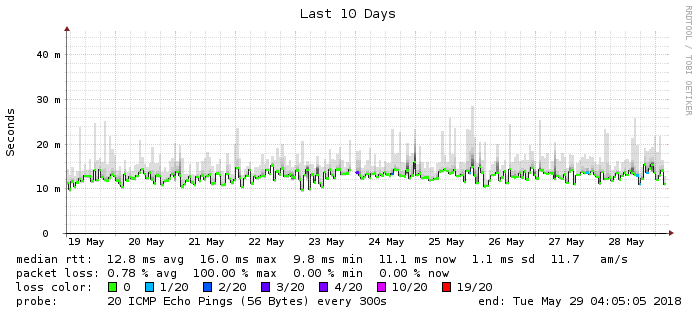 Last 10 Days
RRDTOOL / TOBI OETIKER
Seconds
40 m
30 m
20 m
10 m
0
19 May 20 May 21 May 22 May 23 May 24 May 25 May 26 May 27 May 28 May
median rtt: 12.8 ms avg 16.0 ms max 9.8 ms min 11.1 ms now 1.1 ms sd 11.7 am/s
packet loss: 0.78 % avg 100.00 % max 0.00 % min 0.00 % now
loss color: 0 1/20 2/20 3/20 4/20 10/20 19/20
probe: 20 ICMP Echo Pings (56 Bytes) every 300s end: Tue May 29 04:05:05 2018